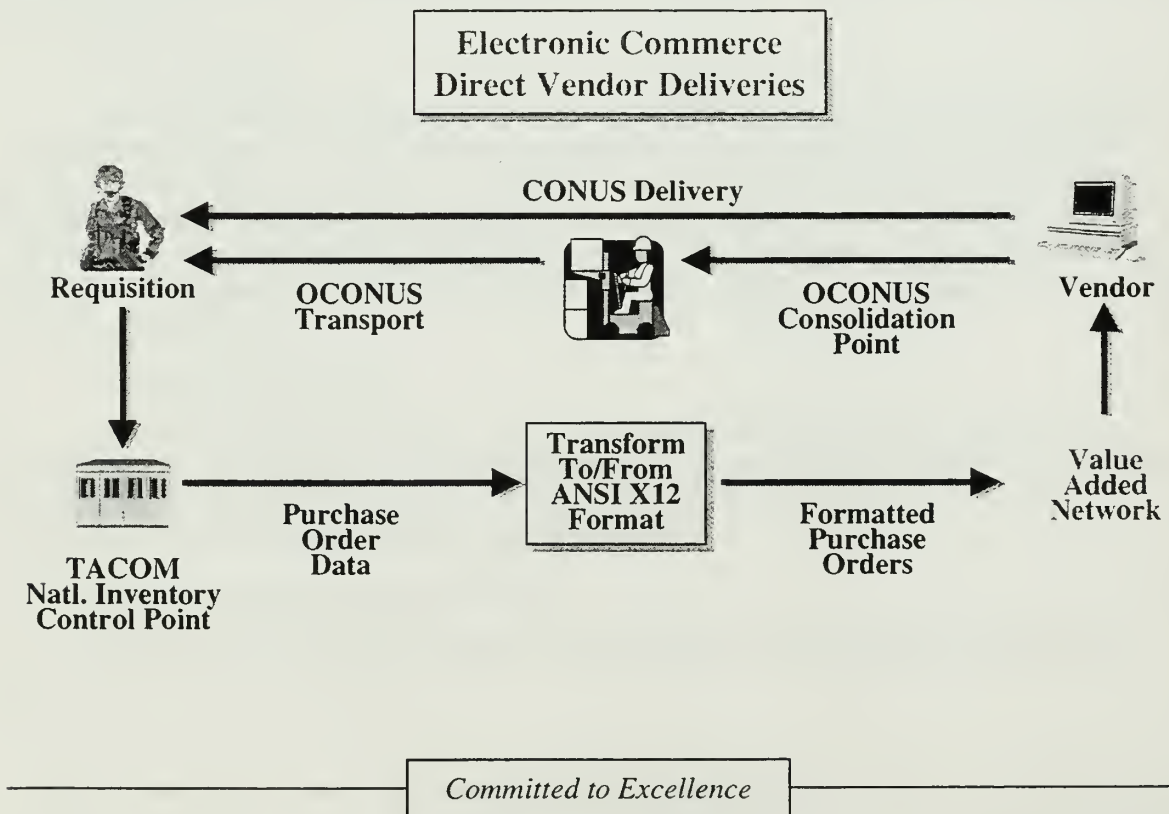 Electronic Commerce
Direct Vendor Deliveries
CONUS Delivery
Requisition
OCONUS
Transport
OCONUS
Consolidation
Point
Vendor
TACOM
Natl. Inventory
Control Point
Purchase
Order
Data
Transform
To/From
ANSI X12
Format
Formatted
Purchase
Orders
Value
Added
Network
Committed to Excellence